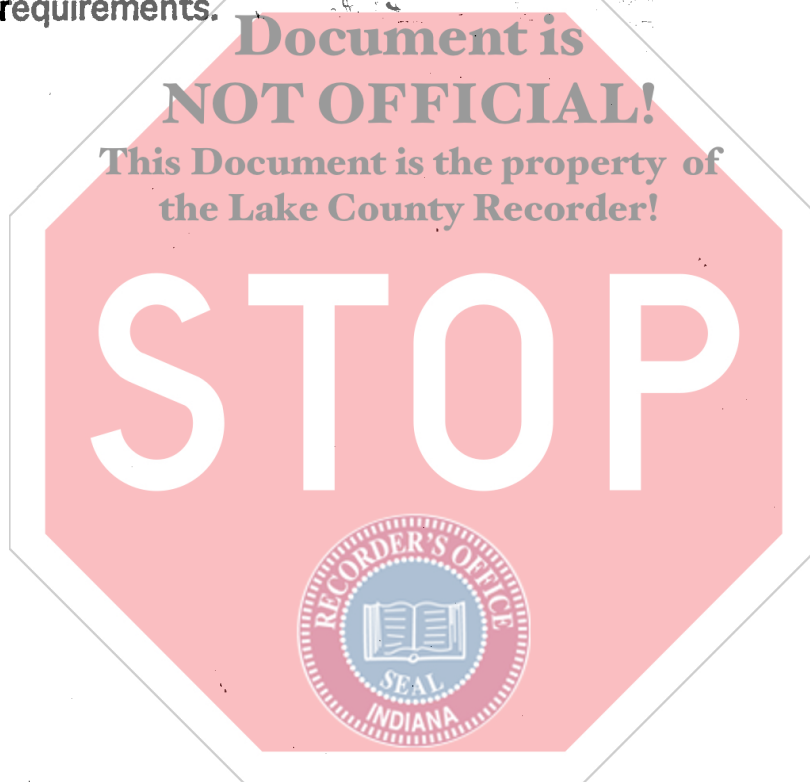 requirements.
Document is
NOT OFFICIAL!
This Document is the property of
the Lake County Recorder!
STOP
RECORDER'S OFFICE
SEAL
INDIANA